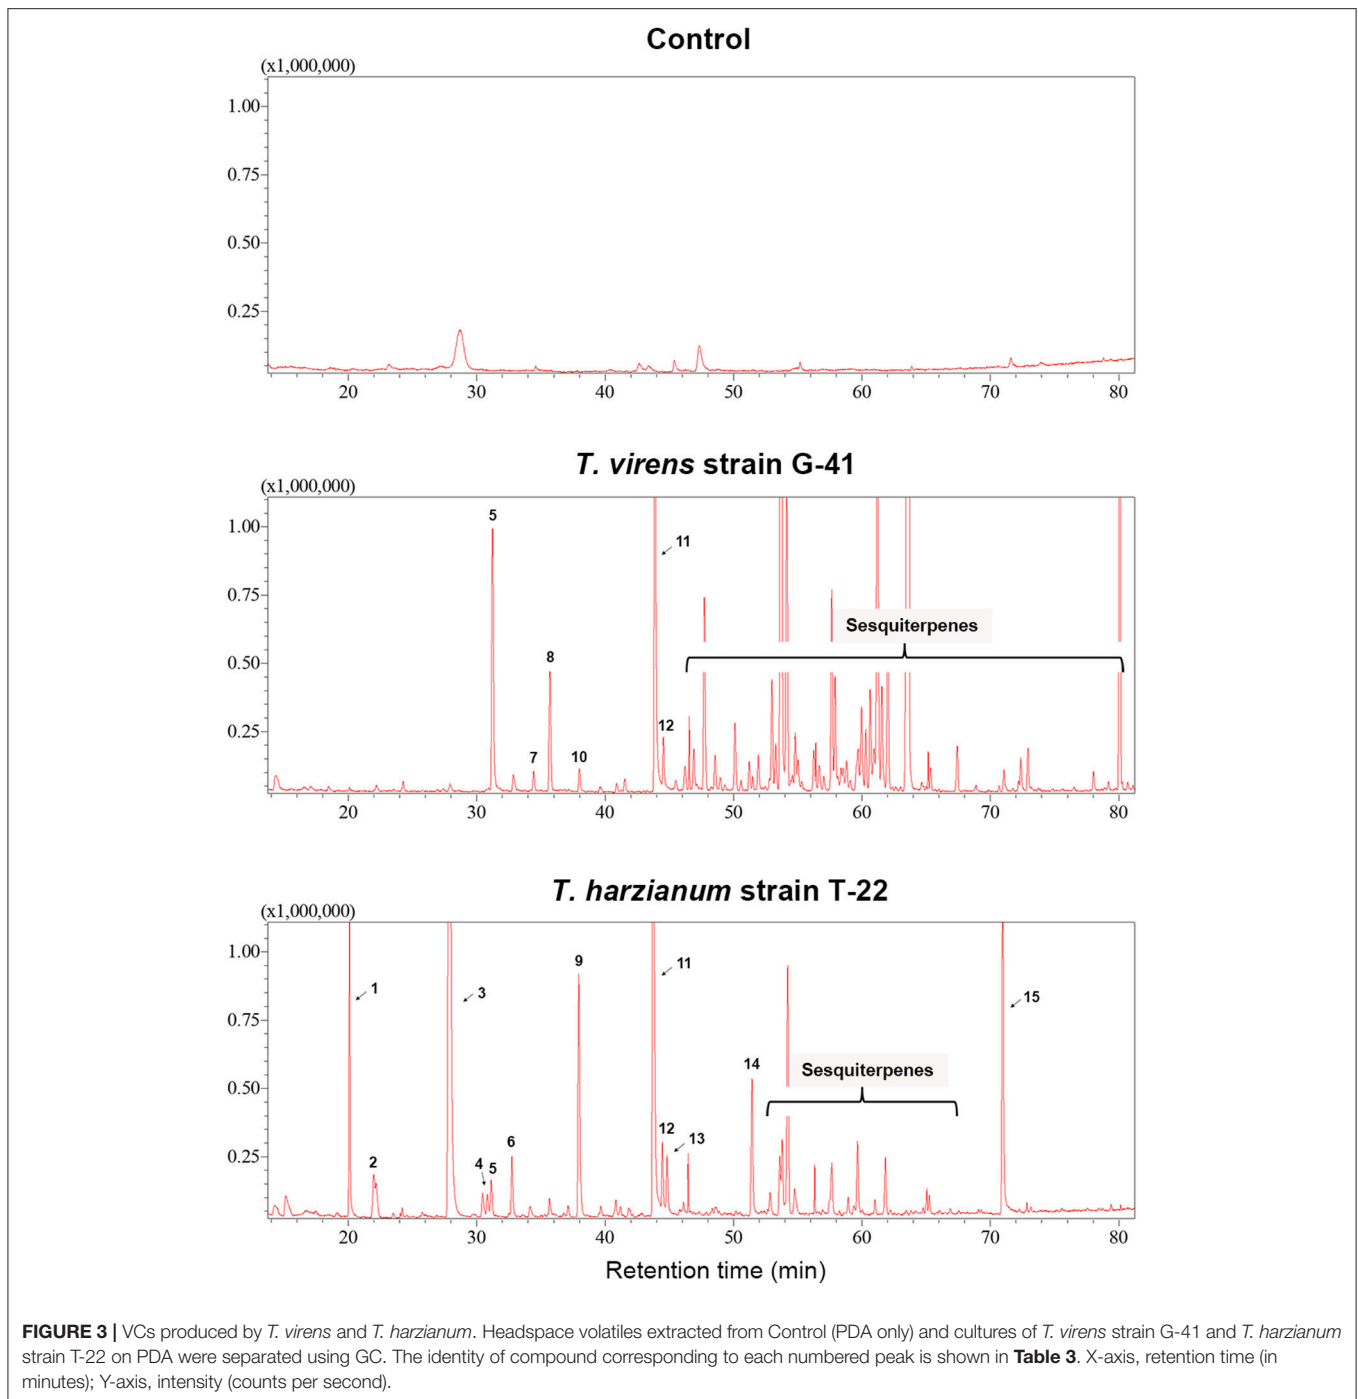 Control
(x1,000,000)
1.00
0.75
0.50
0.25
20 30 40 50 60 70 80
T. virens strain G-41
(x1,000,000)
1.00
0.75
0.50
0.25
5
11
Sesquiterpenes
8
12
7
10
20 30 40 50 60 70 80
T. harzianum strain T-22
(x1,000,000)
1.00
0.75
0.50
0.25
1
3
9
11
15
14
Sesquiterpenes
2
4
5
6
12
13
20 30 40 50 60 70 80
Retention time (min)
FIGURE 3 | VCs produced by T. virens and T. harzianum. Headspace volatiles extracted from Control (PDA only) and cultures of T. virens strain G-41 and T. harzianum
strain T-22 on PDA were separated using GC. The identity of compound corresponding to each numbered peak is shown in Table 3. X-axis, retention time (in
minutes); Y-axis, intensity (counts per second).